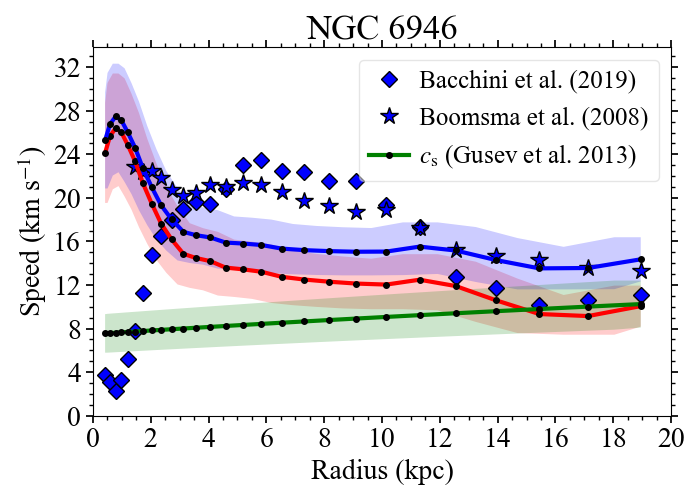 NGC 6946
Bacchini et al. (2019)
Boomsma et al. (2008)
c_s (Gusev et al. 2013)
Speed (km s⁻¹)
32
28
24
20
16
12
8
4
0
0 2 4 6 8 10 12 14 16 18 20
Radius (kpc)